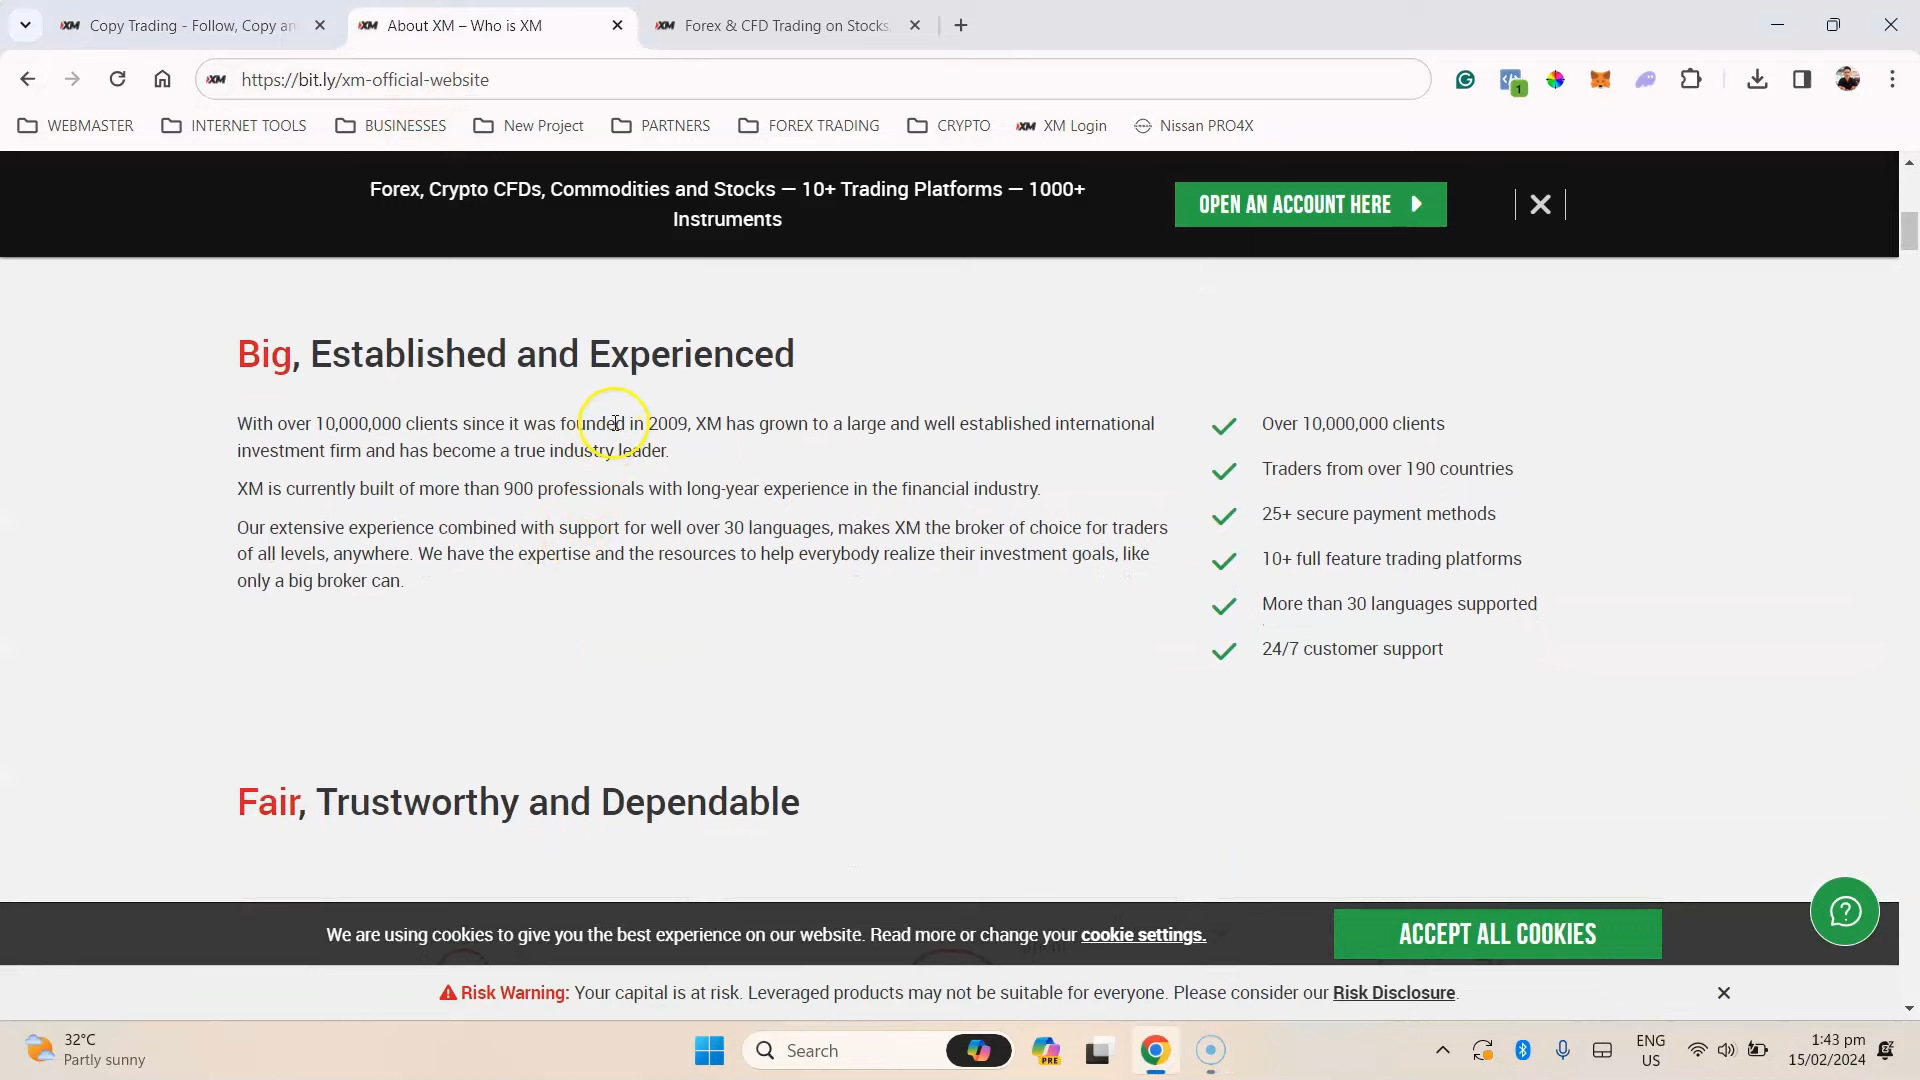 Copy Trading - Follow, Copy an
About XM – Who is XM
Forex & CFD Trading on Stocks,
https://bit.ly/xm-official-website
1
WEBMASTER
INTERNET TOOLS
BUSINESSES
New Project
PARTNERS
FOREX TRADING
CRYPTO
XM Login
Nissan PRO4X
Forex, Crypto CFDs, Commodities and Stocks — 10+ Trading Platforms — 1000+
Instruments
OPEN AN ACCOUNT HERE
Big, Established and Experienced
With over 10,000,000 clients since it was founded in 2009, XM has grown to a large and well established international
investment firm and has become a true industry leader.
XM is currently built of more than 900 professionals with long-year experience in the financial industry.
Our extensive experience combined with support for well over 30 languages, makes XM the broker of choice for traders
of all levels, anywhere. We have the expertise and the resources to help everybody realize their investment goals, like
only a big broker can.
Over 10,000,000 clients
Traders from over 190 countries
25+ secure payment methods
10+ full feature trading platforms
More than 30 languages supported
24/7 customer support
Fair, Trustworthy and Dependable
We are using cookies to give you the best experience on our website. Read more or change your cookie settings.
ACCEPT ALL COOKIES
Risk Warning: Your capital is at risk. Leveraged products may not be suitable for everyone. Please consider our Risk Disclosure.
32°C
Partly sunny
Search
PRE
ENG
US
1:43 pm
15/02/2024